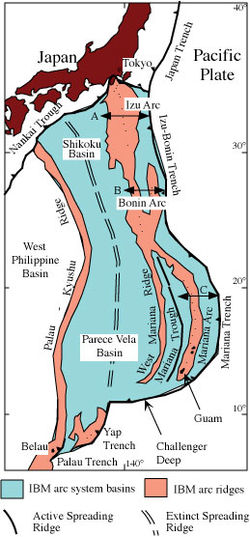 Japan
40°
Tokyo
Japan Trench
Pacific
Plate
Nankai Trough
A
Izu Arc
Izu-Bonin Trench
Shikoku
Basin
30°
B
Bonin Arc
Palau Kyushu Ridge
West
Philippine
Basin
20°
West Mariana Ridge
Mariana Trough
C
Mariana Arc
Mariana Trench
Parece Vela
Basin
Guam
10°
Yap
Trench
Challenger
Deep
Belau
Palau Trench
140°
IBM arc system basins
IBM arc ridges
Active Spreading
Ridge
Extinct Spreading
Ridge